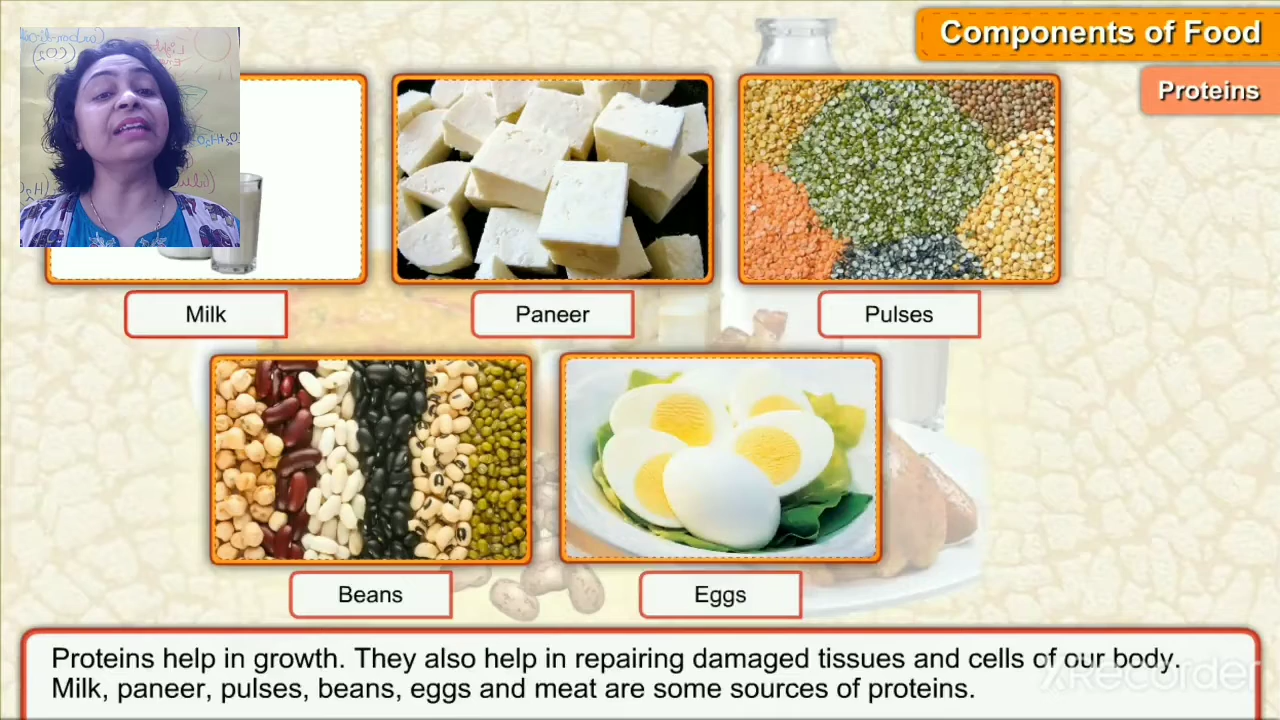 Components of Food
Proteins
Milk
Paneer
Pulses
Beans
Eggs
Proteins help in growth. They also help in repairing damaged tissues and cells of our body.
Milk, paneer, pulses, beans, eggs and meat are some sources of proteins.
XRecorder